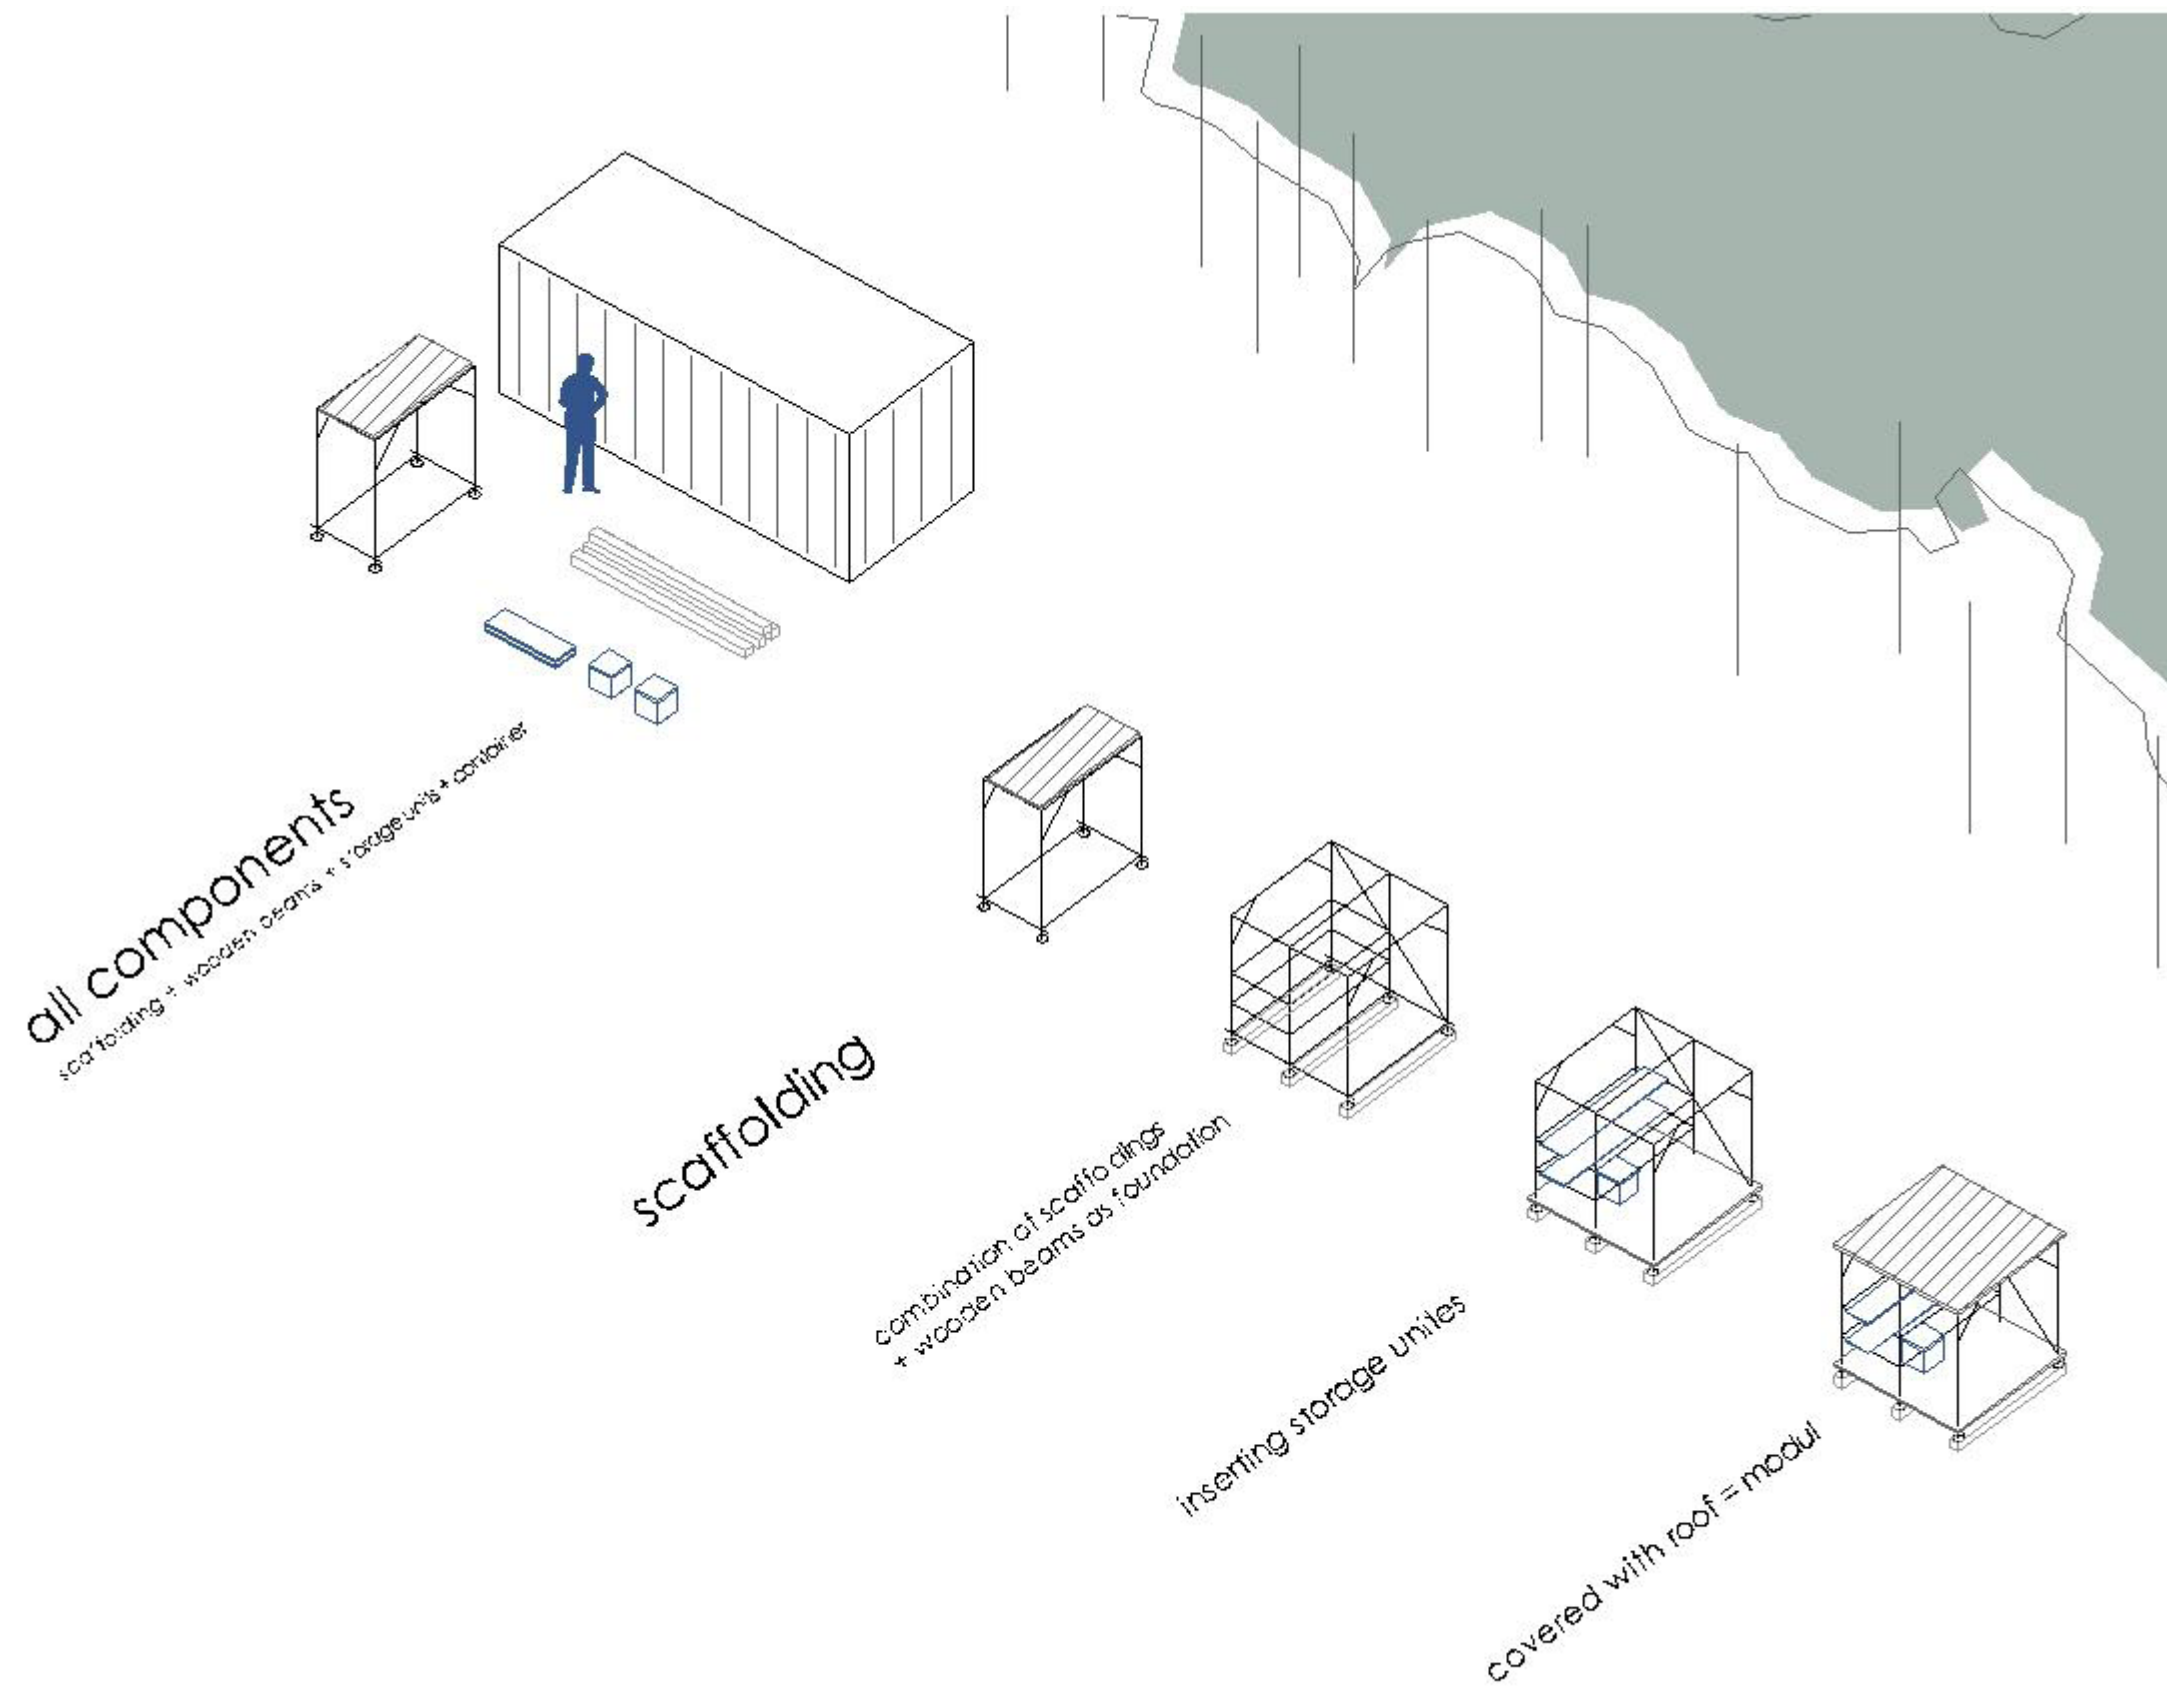 all components
scaffolding + wooden beams + storage units + container
scaffolding
combination of scaffoldings
+ wooden beams as foundation
inserting storage unites
covered with roof = modul